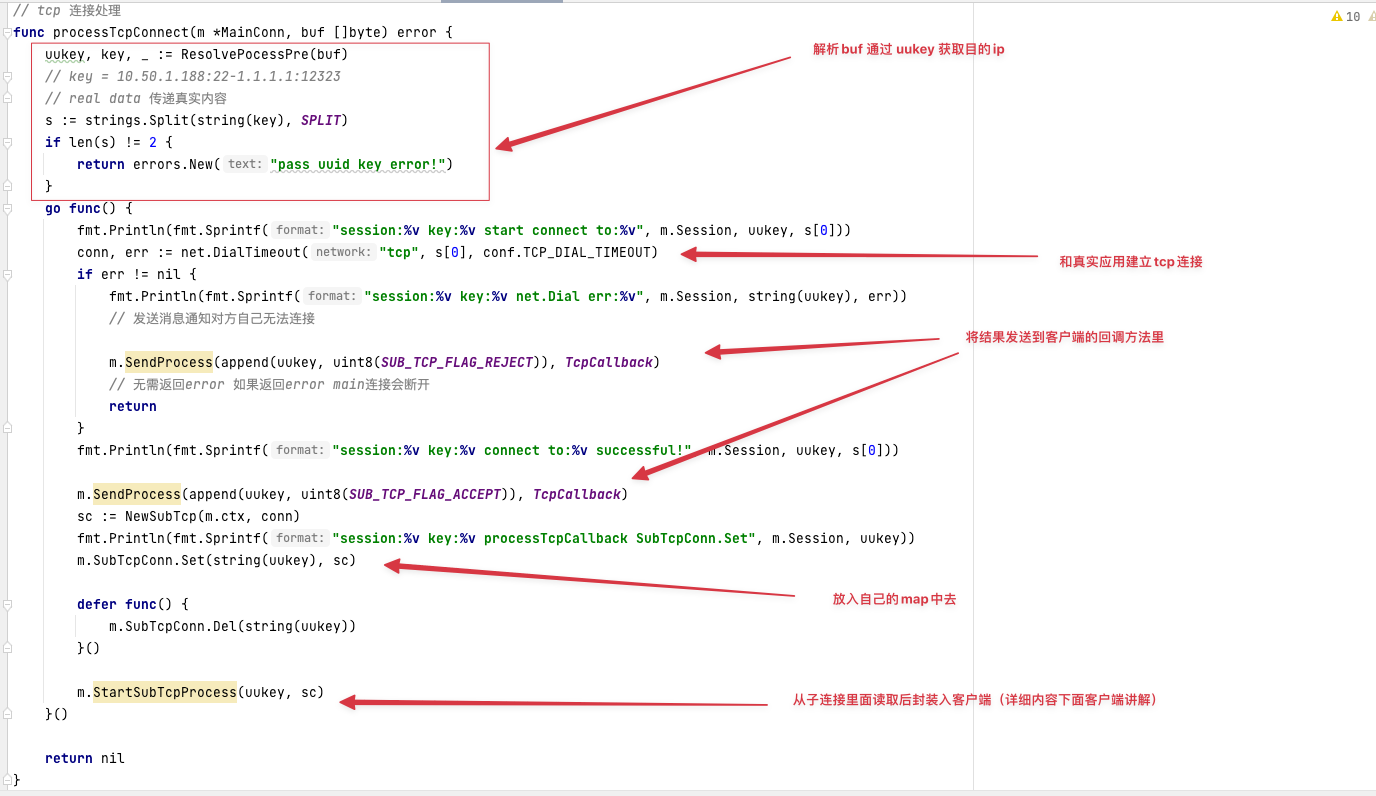 // tcp 连接处理
10
func processTcpConnect(m *MainConn, buf []byte) error {
解析buf 通过 uukey 获取目的ip
uukey, key, _ := ResolvePocessPre(buf)
// key = 10.50.1.188:22-1.1.1.1:12323
// real data 传递真实内容
s := strings.Split(string(key), SPLIT)
if len(s) != 2 {
return errors.New( text: "pass uuid key error!")
}
go func() {
fmt.Println(fmt.Sprintf( format: "session:%v key:%v start connect to:%v", m.Session, uukey, s[0]))
conn, err := net.DialTimeout( network: "tcp", s[0], conf.TCP_DIAL_TIMEOUT)
和真实应用建立tcp连接
if err != nil {
fmt.Println(fmt.Sprintf( format: "session:%v key:%v net.Dial err:%v", m.Session, string(uukey), err))
// 发送消息通知对方自己无法连接
将结果发送到客户端的回调方法里
m.SendProcess(append(uukey, uint8(SUB_TCP_FLAG_REJECT)), TcpCallback)
// 无需返回error 如果返回error main连接会断开
return
}
fmt.Println(fmt.Sprintf( format: "session:%v key:%v connect to:%v successful!" m.Session, uukey, s[0]))
m.SendProcess(append(uukey, uint8(SUB_TCP_FLAG_ACCEPT)), TcpCallback)
sc := NewSubTcp(m.ctx, conn)
fmt.Println(fmt.Sprintf( format: "session:%v key:%v processTcpCallback SubTcpConn.Set", m.Session, uukey))
m.SubTcpConn.Set(string(uukey), sc)
放入自己的map中去
defer func() {
m.SubTcpConn.Del(string(uukey))
}()
m.StartSubTcpProcess(uukey, sc)
从子连接里面读取后封装入客户端（详细内容下面客户端讲解）
}()
return nil
}